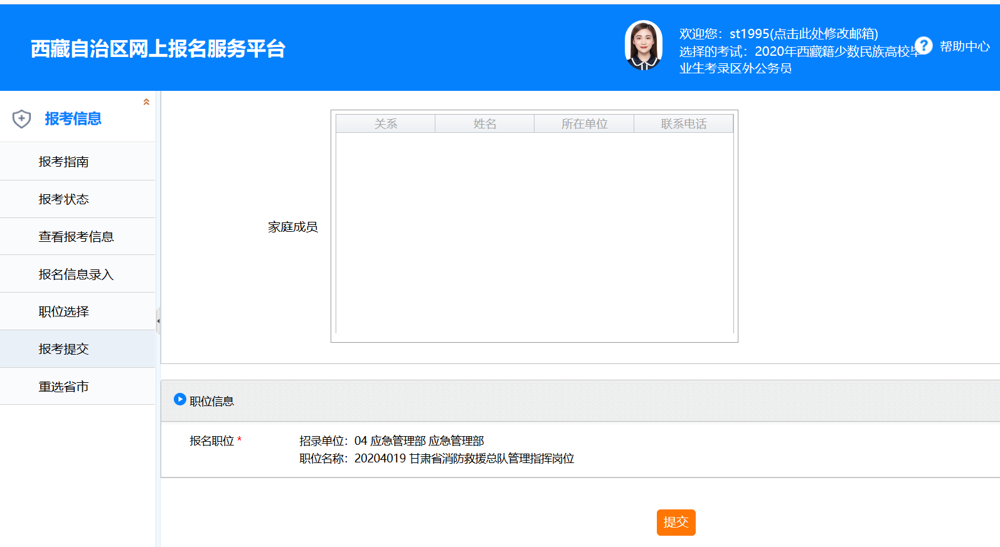 西藏自治区网上报名服务平台
欢迎您：st1995(点击此处修改邮箱)
选择的考试：2020年西藏籍少数民族高校毕
业生考录区外公务员
帮助中心
报考信息
报考指南
报考状态
查看报考信息
报名信息录入
职位选择
报考提交
重选省市
关系 姓名 所在单位 联系电话
家庭成员
职位信息
报名职位 * 招录单位：04 应急管理部 应急管理部
职位名称：20204019 甘肃省消防救援总队管理指挥岗位
提交